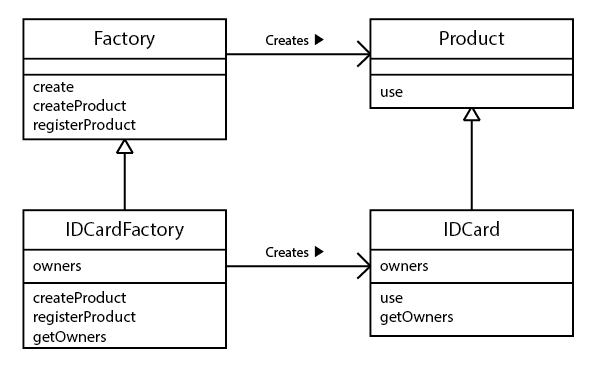 Factory
create
createProduct
registerProduct
Creates ▶
Product
use
IDCardFactory
owners
createProduct
registerProduct
getOwners
Creates ▶
IDCard
owners
use
getOwners